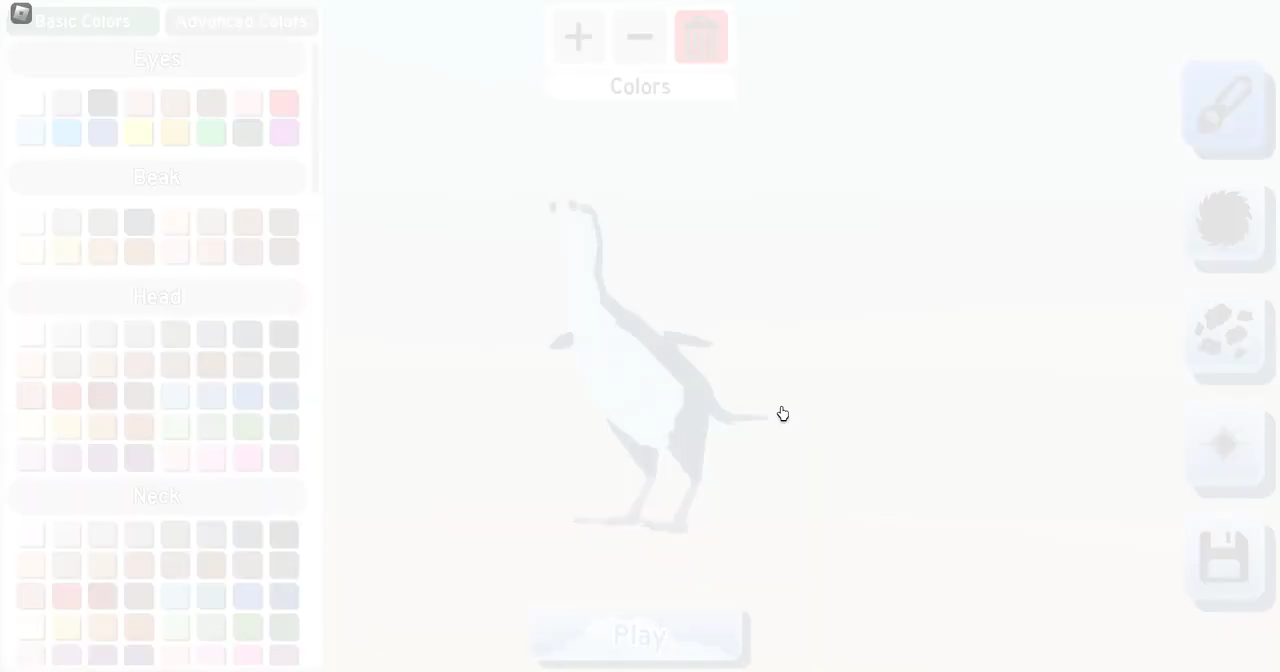 Basic Colors
Advanced Colors
Eyes
Colors
Beak
Head
Neck
Play